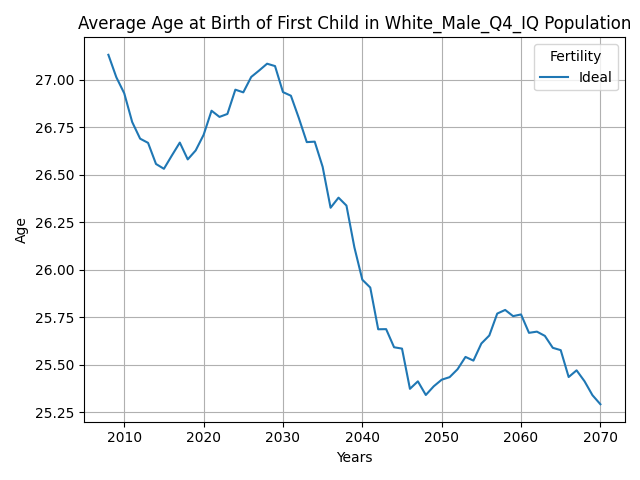 Average Age at Birth of First Child in White_Male_Q4_IQ Population
Fertility
Ideal
27.00
26.75
26.50
26.25
26.00
25.75
25.50
25.25
Age
2010 2020 2030 2040 2050 2060 2070
Years